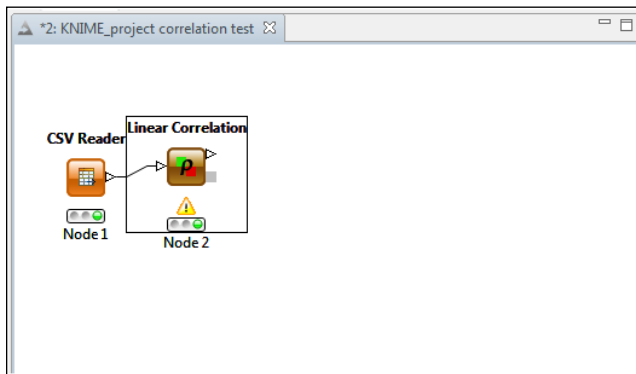 *2: KNIME_project correlation test
CSV Reader
Linear Correlation
ρ
Node 1
Node 2